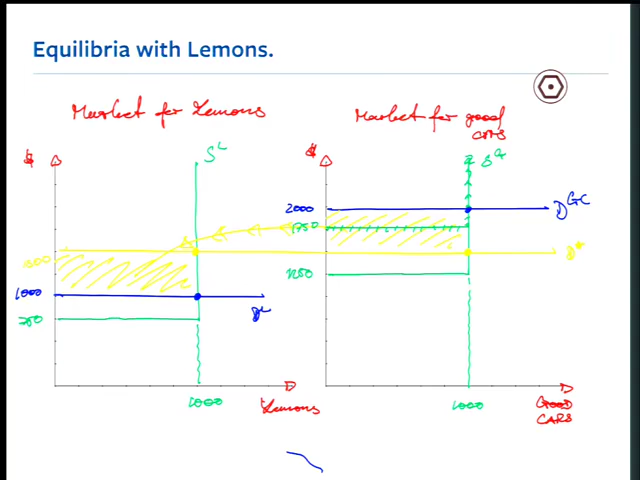 Equilibria with Lemons.
Market for Lemons
Market for good
CARS
$
S^L
$
2000
D^GC
1750
D*
1000
D^L
750
1250
1000
Lemons
1000
GOOD
CARS